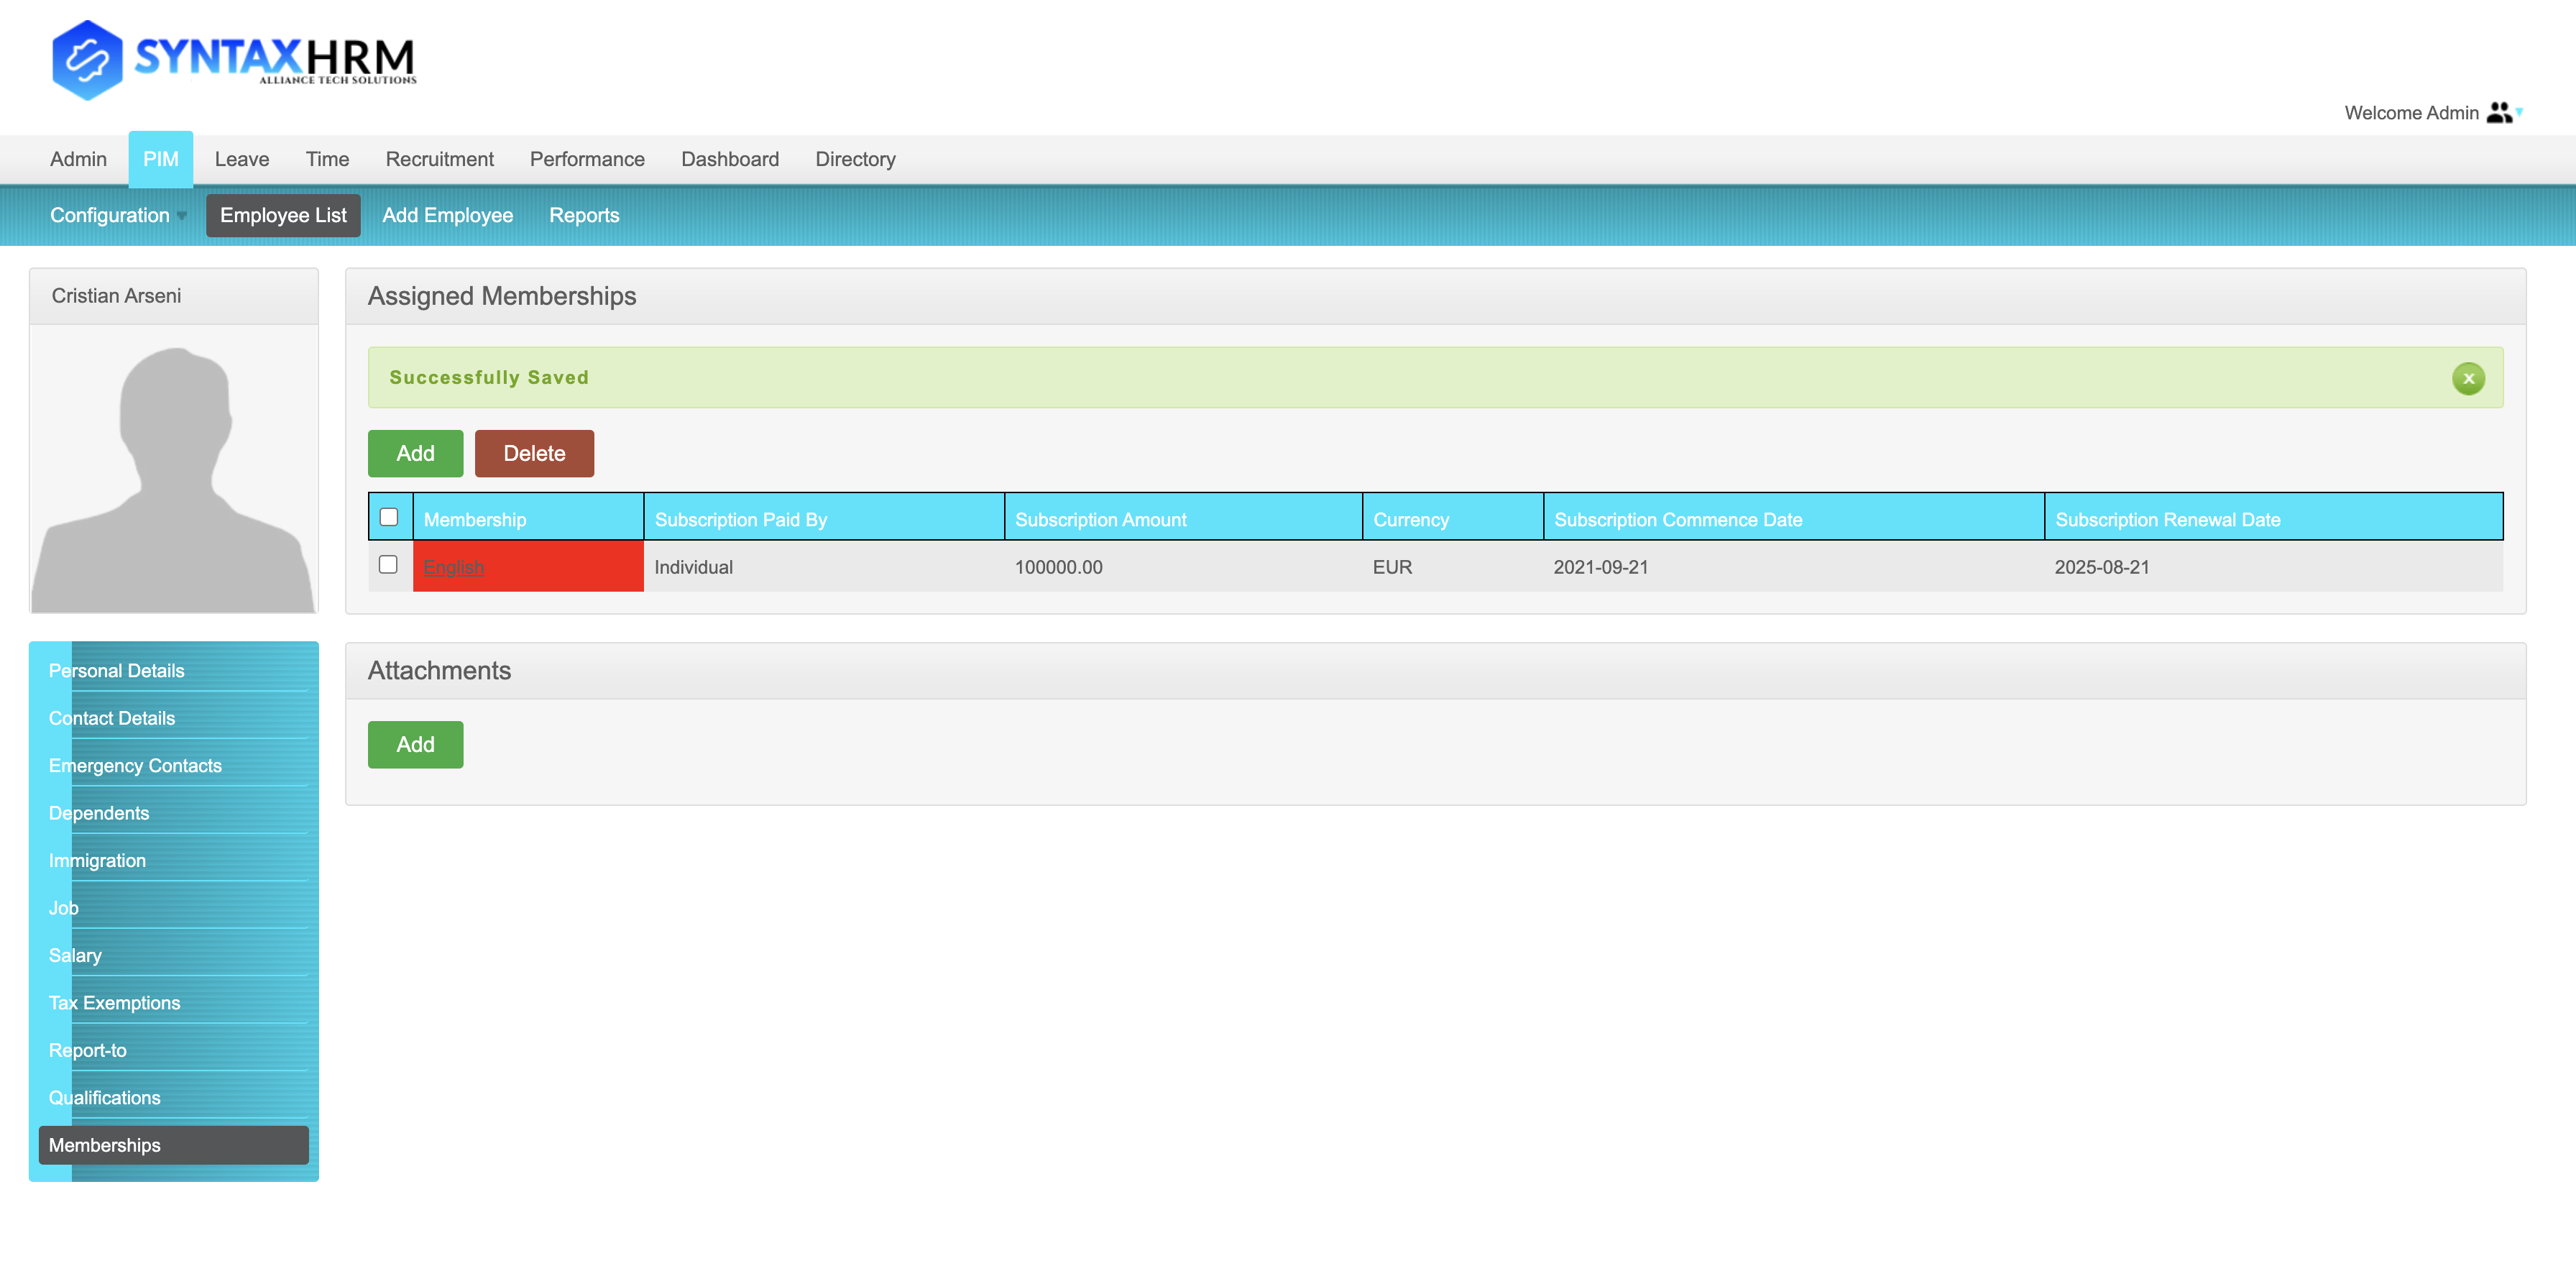 SYNTAXHRM
ALLIANCE TECH SOLUTIONS
Welcome Admin
Admin PIM Leave Time Recruitment Performance Dashboard Directory
Configuration Employee List Add Employee Reports
Cristian Arseni
Assigned Memberships
Successfully Saved
X
Add Delete
Membership Subscription Paid By Subscription Amount Currency Subscription Commence Date Subscription Renewal Date
English Individual 100000.00 EUR 2021-09-21 2025-08-21
Personal Details
Contact Details
Emergency Contacts
Dependents
Immigration
Job
Salary
Tax Exemptions
Report-to
Qualifications
Memberships
Attachments
Add